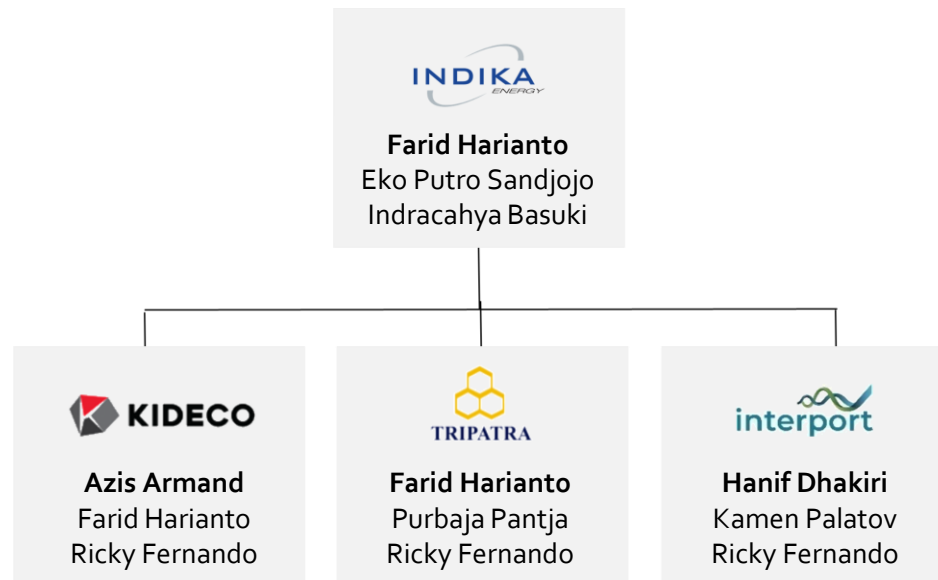 INDIKA
ENERGY
Farid Harianto
Eko Putro Sandjojo
Indracahya Basuki
KIDECO
Azis Armand
Farid Harianto
Ricky Fernando
TRIPATRA
Farid Harianto
Purbaja Pantja
Ricky Fernando
interport
Hanif Dhakiri
Kamen Palatov
Ricky Fernando